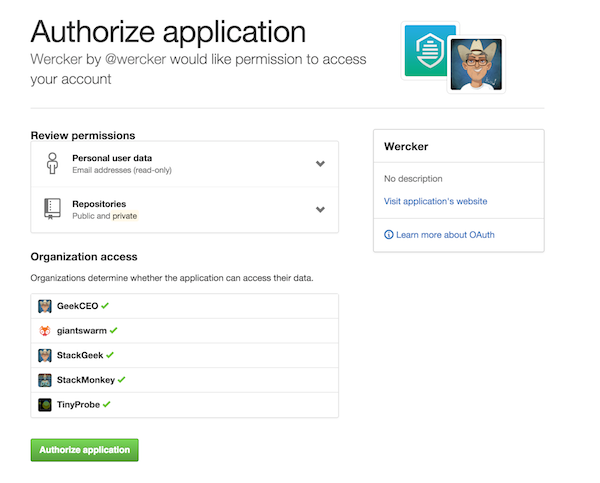 Authorize application
Wercker by @wercker would like permission to access
your account
Review permissions
Personal user data
Email addresses (read-only)
Repositories
Public and private
Organization access
Organizations determine whether the application can access their data.
GeekCEO
giantswarm
StackGeek
StackMonkey
TinyProbe
Authorize application
Wercker
No description
Visit application's website
Learn more about OAuth